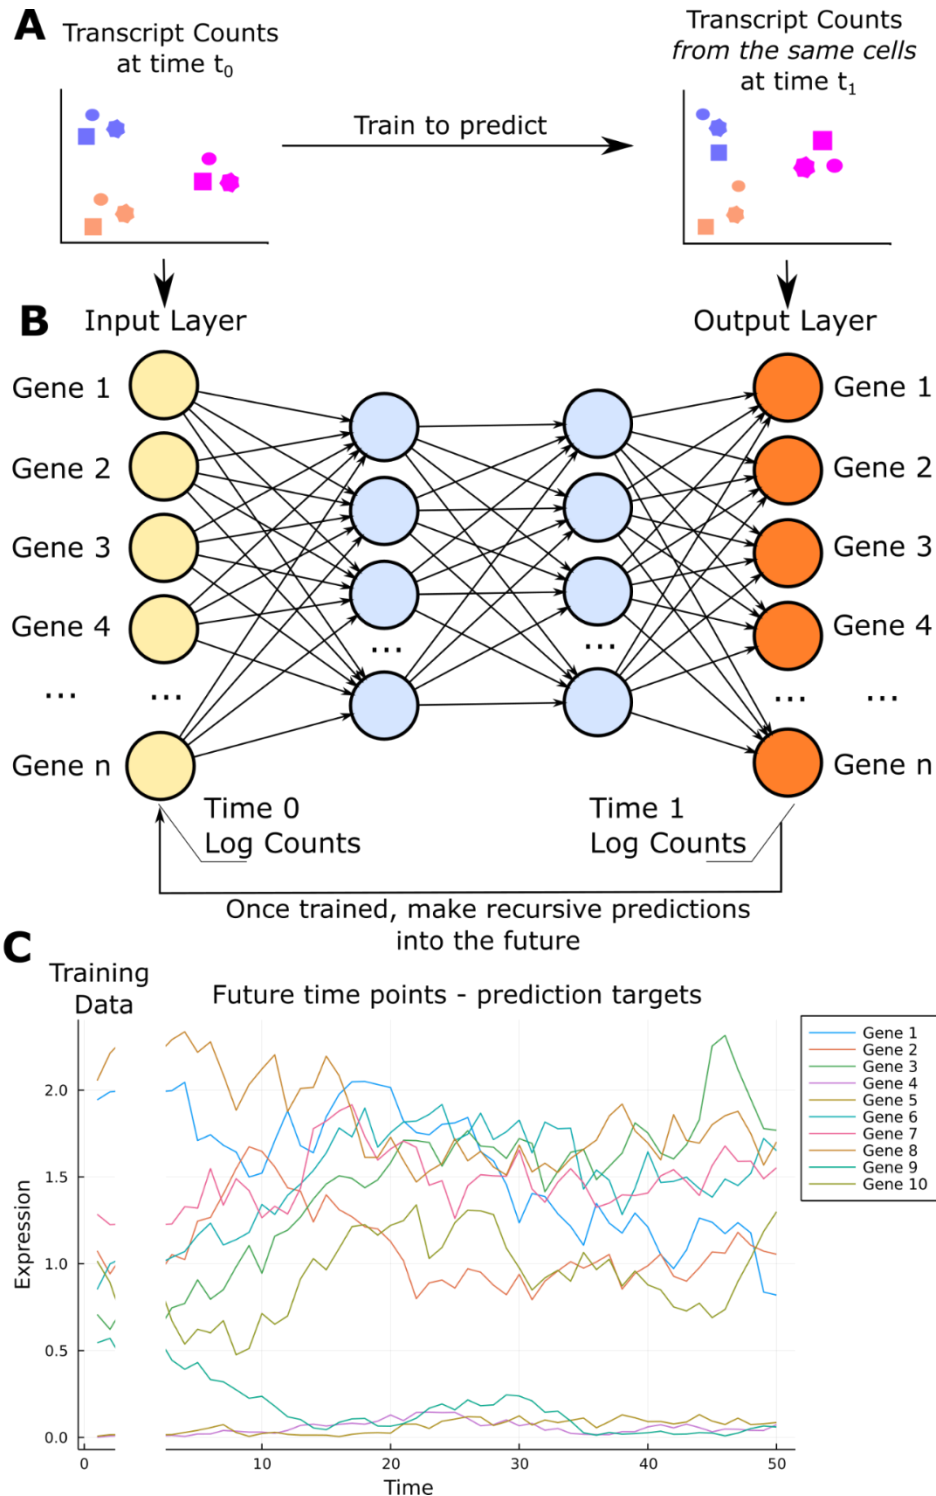 A
Transcript Counts
at time t0
Transcript Counts
from the same cells
at time t1
Train to predict
B
Input Layer
Output Layer
Gene 1
Gene 2
Gene 3
Gene 4
...
Gene n
...
...
...
...
Gene 1
Gene 2
Gene 3
Gene 4
...
Gene n
Time 0
Log Counts
Time 1
Log Counts
Once trained, make recursive predictions
into the future
C
Training
Data
Future time points - prediction targets
Expression
2.0
1.5
1.0
0.5
0.0
0
10
20
30
40
50
Time
Gene 1
Gene 2
Gene 3
Gene 4
Gene 5
Gene 6
Gene 7
Gene 8
Gene 9
Gene 10